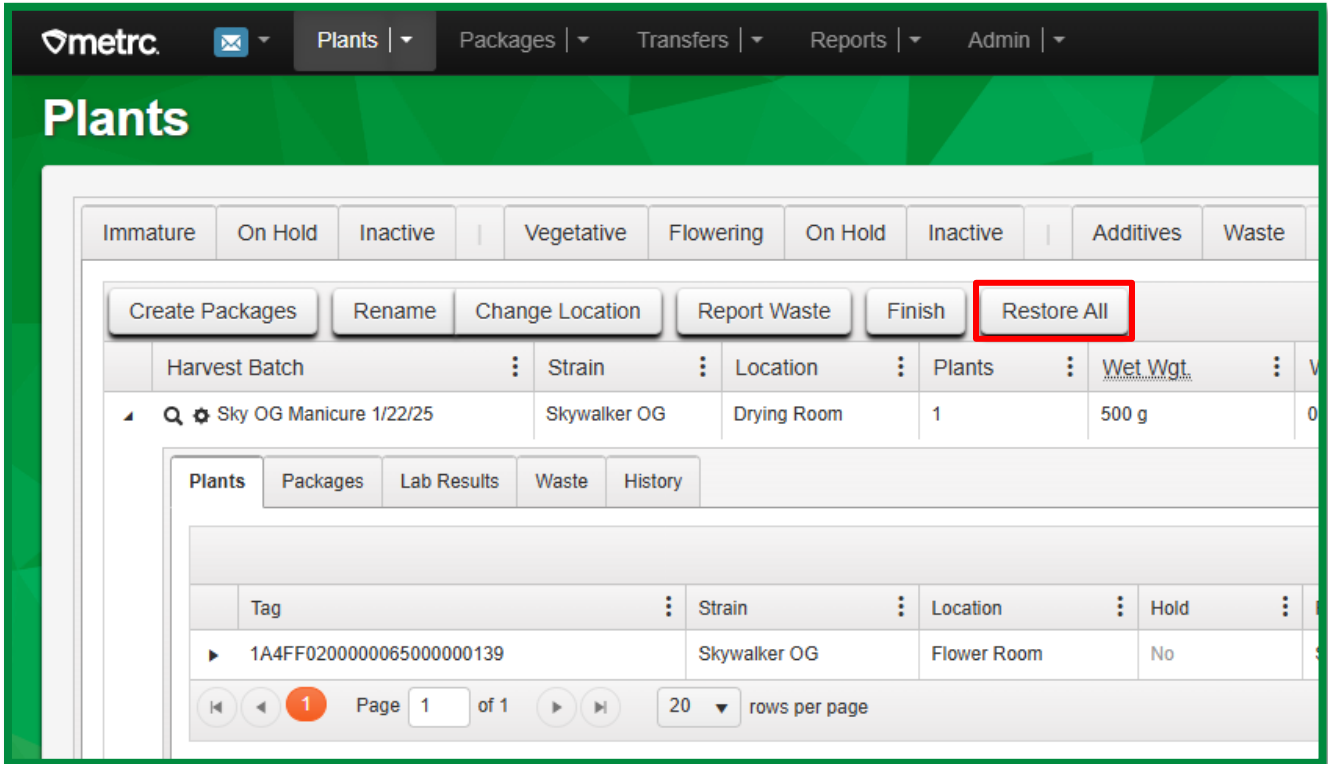 metrc. Plants | Packages | Transfers | Reports | Admin |
Plants
Immature On Hold Inactive | Vegetative Flowering On Hold Inactive | Additives Waste
Create Packages Rename Change Location Report Waste Finish Restore All
Harvest Batch Strain Location Plants Wet Wgt.
Sky OG Manicure 1/22/25 Skywalker OG Drying Room 1 500 g 0
Plants Packages Lab Results Waste History
Tag Strain Location Hold
1A4FF0200000065000000139 Skywalker OG Flower Room No
1 Page 1 of 1 20 rows per page